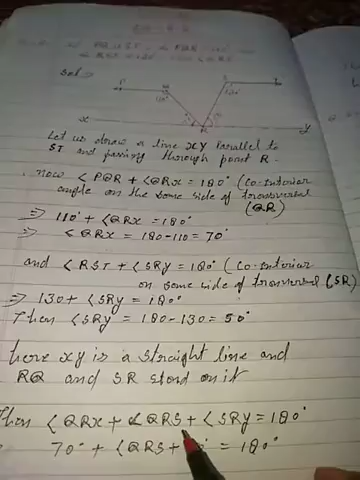 Sol ⇒
P Q S T
110° 130°
x R y
Let us draw a line xy parallel to
ST and passing through point R.
now <PQR + <QRx = 180° (Co-interior
angle on the same side of transversal
(QR)
⇒ 110° + <QRx = 180°
⇒ <QRx = 180-110 = 70°
and <RST + <SRy = 180° (Co-interior
on same side of transversal (SR)
⇒ 130 + <SRy = 180°
Then <SRy = 180-130 = 50°
here xy is a straight line and
RQ and SR stand on it
Then <QRx + <QRS + <SRy = 180°
70° + <QRS + = 180°